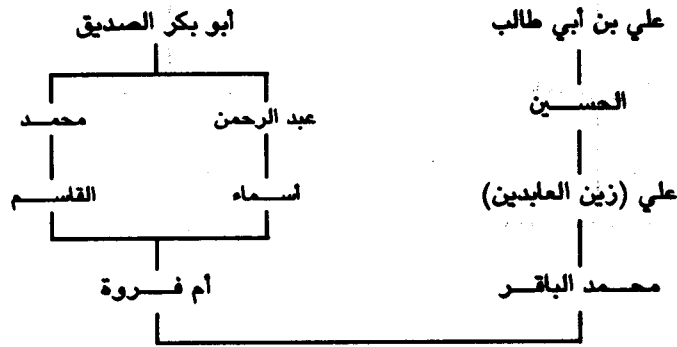 علي بن أبي طالب
أبو بكر الصديق
الحسين
عبد الرحمن
محمد
علي (زين العابدين)
أسماء
القاسم
محمد الباقر
أم فروة